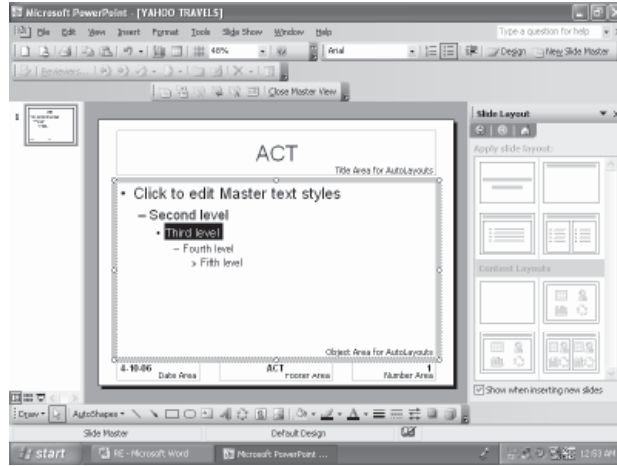 Microsoft PowerPoint - [YAHOO TRAVELS]
File Edit View Insert Format Tools Slide Show Window Help
Type a question for help
48% Arial Design New Slide Master
Reviewers...
Close Master View
1
ACT
Title Area for AutoLayouts
• Click to edit Master text styles
– Second level
• Third level
– Fourth level
> Fifth level
Object Area for AutoLayouts
4-10-06
Date Area
ACT
Footer Area
1
Number Area
Slide Layout
Apply slide layout:
Content Layouts
Show when inserting new slides
Draw AutoShapes
Slide Master Default Design
start RE - Microsoft Word Microsoft PowerPoint ... 12:53 AM